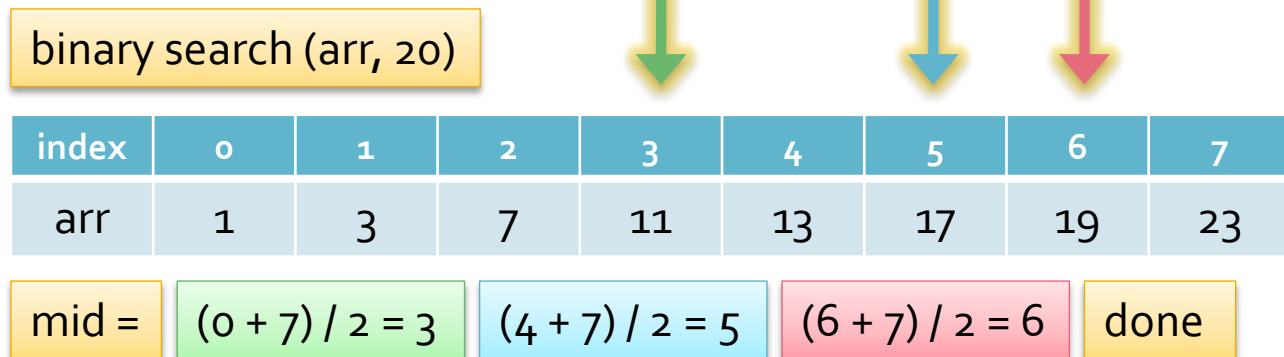 binary search (arr, 20)
index 0 1 2 3 4 5 6 7
arr 1 3 7 11 13 17 19 23
mid = (0 + 7) / 2 = 3 (4 + 7) / 2 = 5 (6 + 7) / 2 = 6 done